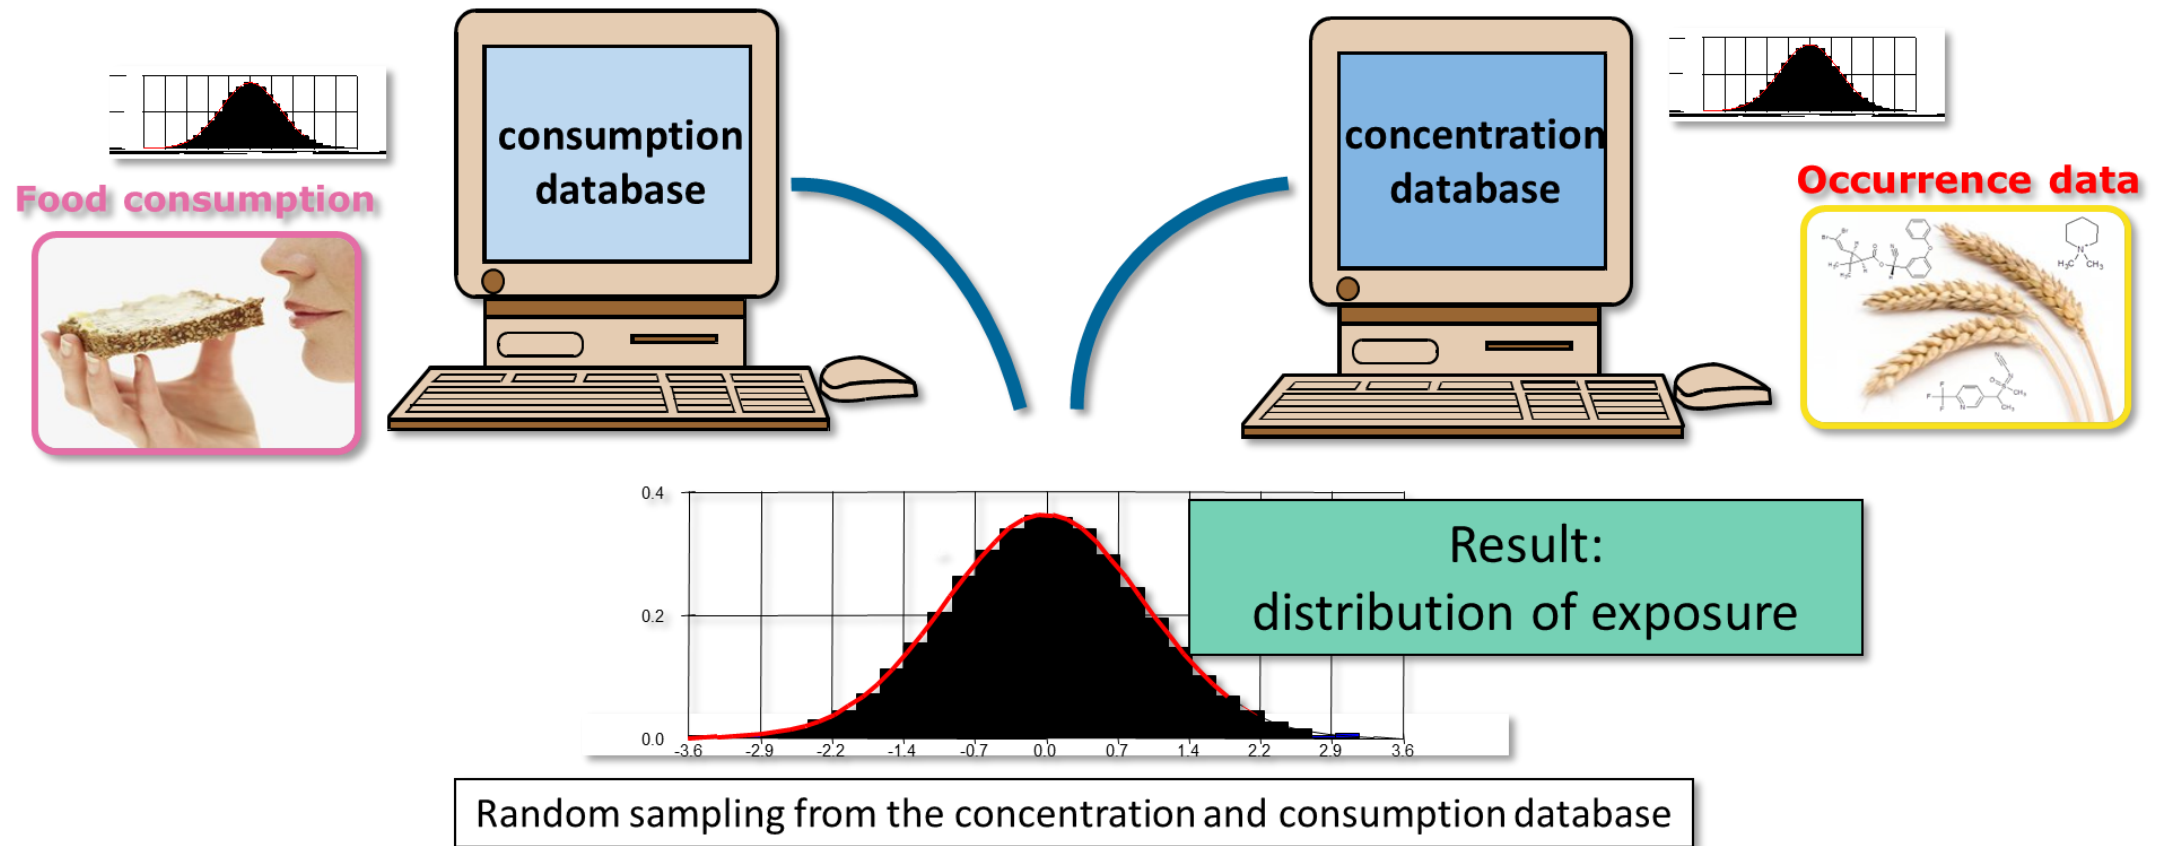 consumption
database
concentration
database
Food consumption
Occurrence data
0.4
0.2
0.0
-3.6 -2.9 -2.2 -1.4 -0.7 0.0 0.7 1.4 2.2 2.9 3.6
Result:
distribution of exposure
Random sampling from the concentration and consumption database